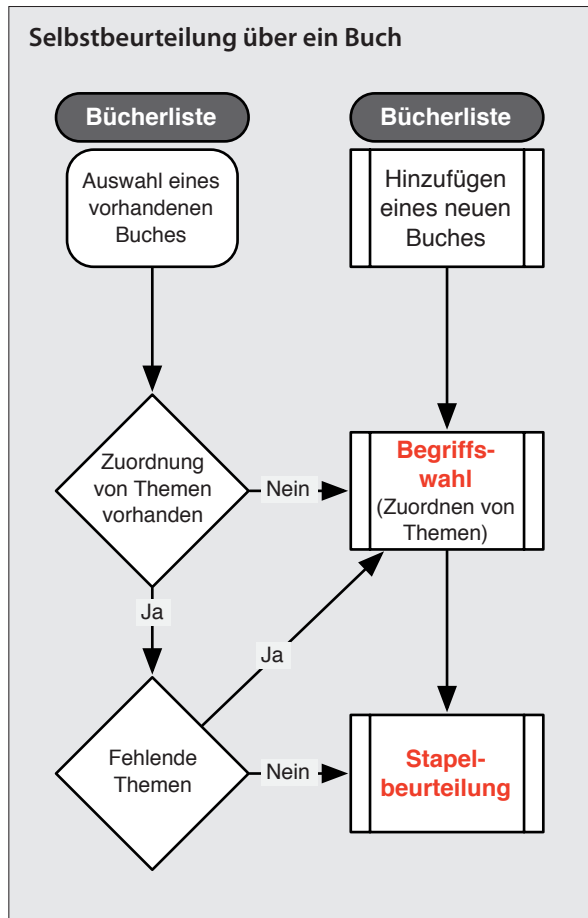 Selbstbeurteilung über ein Buch
Bücherliste
Auswahl eines
vorhandenen
Buches
Bücherliste
Hinzufügen
eines neuen
Buches
Zuordnung
von Themen
vorhanden
Nein
Begriffs-
wahl
(Zuordnen von
Themen)
Ja
Ja
Fehlende
Themen
Nein
Stapel-
beurteilung